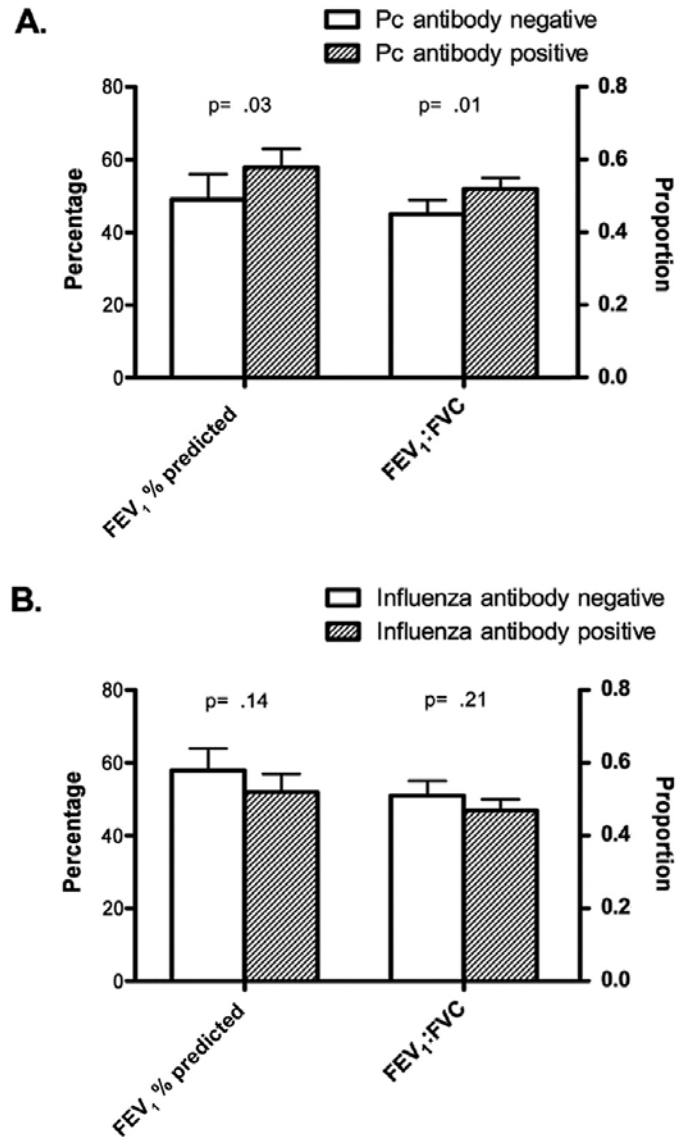 A.
Pc antibody negative
Pc antibody positive
80
60
40
20
0
Percentage
p= .03
p= .01
0.8
0.6
0.4
0.2
0.0
Proportion
FEV1 % predicted
FEV1:FVC
B.
Influenza antibody negative
Influenza antibody positive
80
60
40
20
0
Percentage
p= .14
p= .21
0.8
0.6
0.4
0.2
0.0
Proportion
FEV1 % predicted
FEV1:FVC